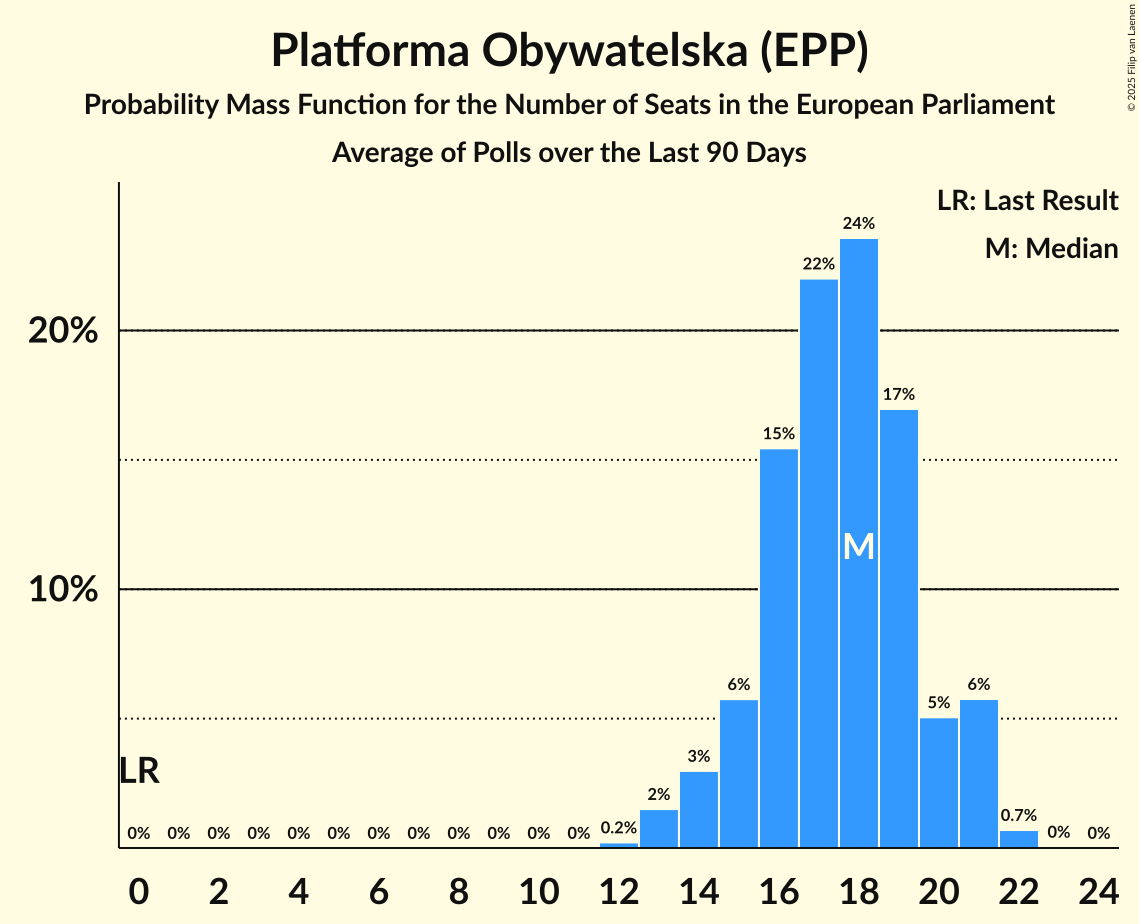 Platforma Obywatelska (EPP)
Probability Mass Function for the Number of Seats in the European Parliament
Average of Polls over the Last 90 Days
© 2025 Filip van Laenen
LR: Last Result
M: Median
24%
22%
20%
17%
15%
M
10%
6%
6%
5%
3%
LR
2%
0% 0% 0% 0% 0% 0% 0% 0% 0% 0% 0% 0% 0.2% 0.7% 0% 0%
0 2 4 6 8 10 12 14 16 18 20 22 24